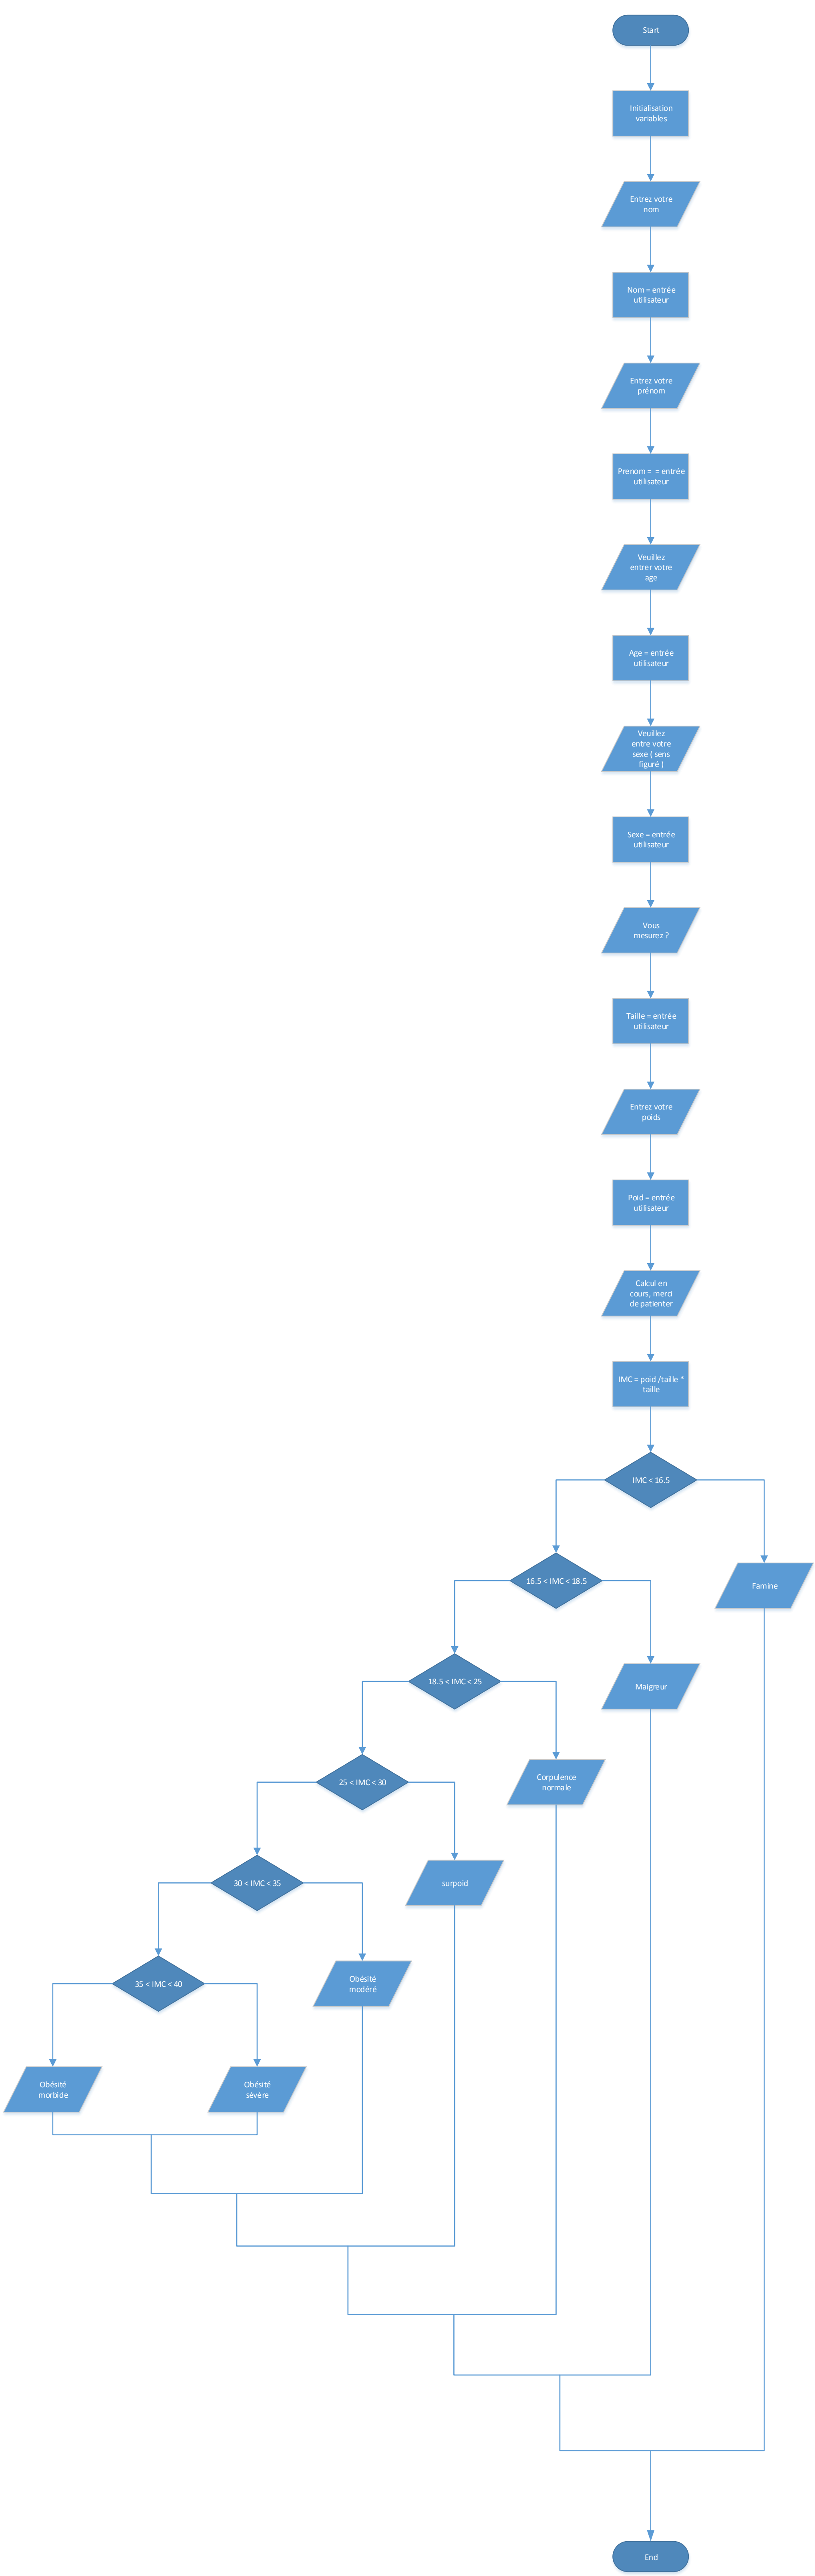 Start
Initialisation
variables
Entrez votre
nom
Nom = entrée
utilisateur
Entrez votre
prénom
Prenom = = entrée
utilisateur
Veuillez
entrer votre
age
Age = entrée
utilisateur
Veuillez
entre votre
sexe ( sens
figuré )
Sexe = entrée
utilisateur
Vous
mesurez ?
Taille = entrée
utilisateur
Entrez votre
poids
Poid = entrée
utilisateur
Calcul en
cours, merci
de patienter
IMC = poid /taille *
taille
IMC < 16.5
16.5 < IMC < 18.5
Famine
18.5 < IMC < 25
Maigreur
25 < IMC < 30
Corpulence
normale
30 < IMC < 35
surpoid
35 < IMC < 40
Obésité
modéré
Obésité
morbide
Obésité
sévère
End